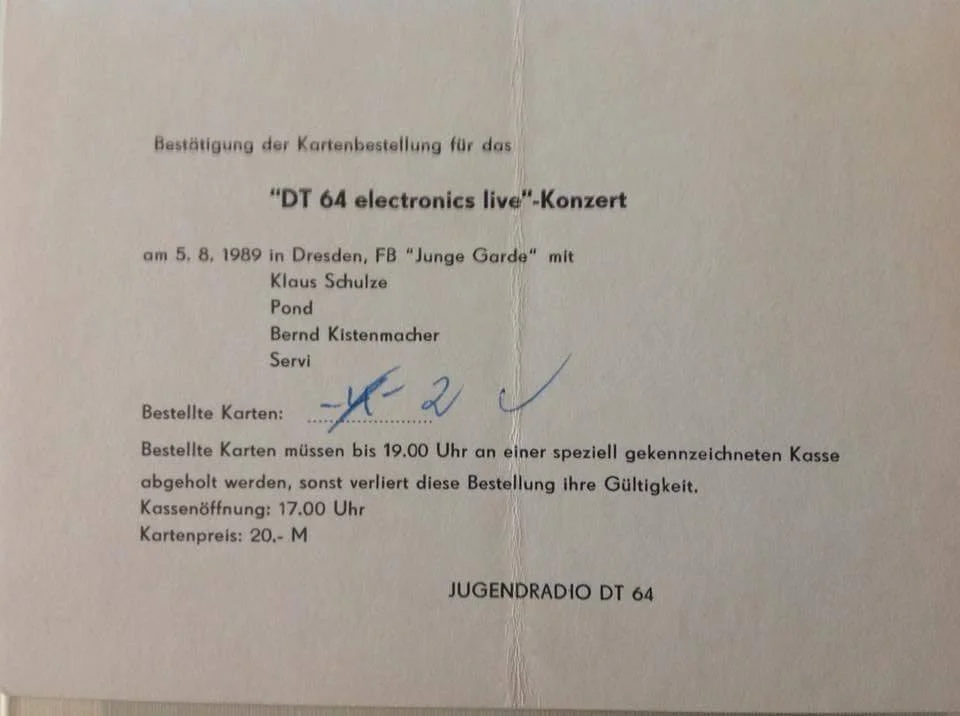 Bestätigung der Kartenbestellung für das
"DT 64 electronics live"-Konzert
am 5. 8. 1989 in Dresden, FB "Junge Garde" mit
Klaus Schulze
Pond
Bernd Kistenmacher
Servi
Bestellte Karten: 2 ✓
Bestellte Karten müssen bis 19.00 Uhr an einer speziell gekennzeichneten Kasse
abgeholt werden, sonst verliert diese Bestellung ihre Gültigkeit.
Kassenöffnung: 17.00 Uhr
Kartenpreis: 20,- M
JUGENDRADIO DT 64